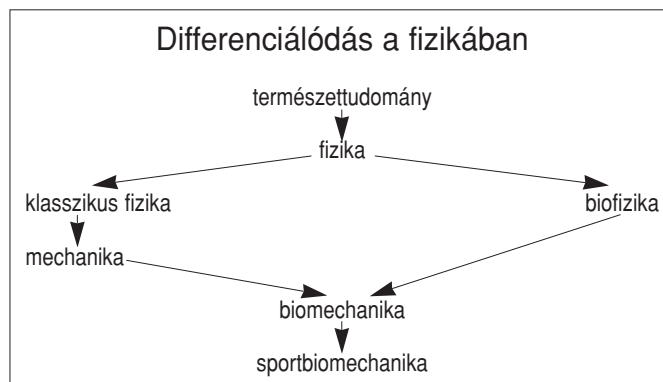 Differenciálódás a fizikában
természettudomány
fizika
klasszikus fizika
biofizika
mechanika
biomechanika
sportbiomechanika